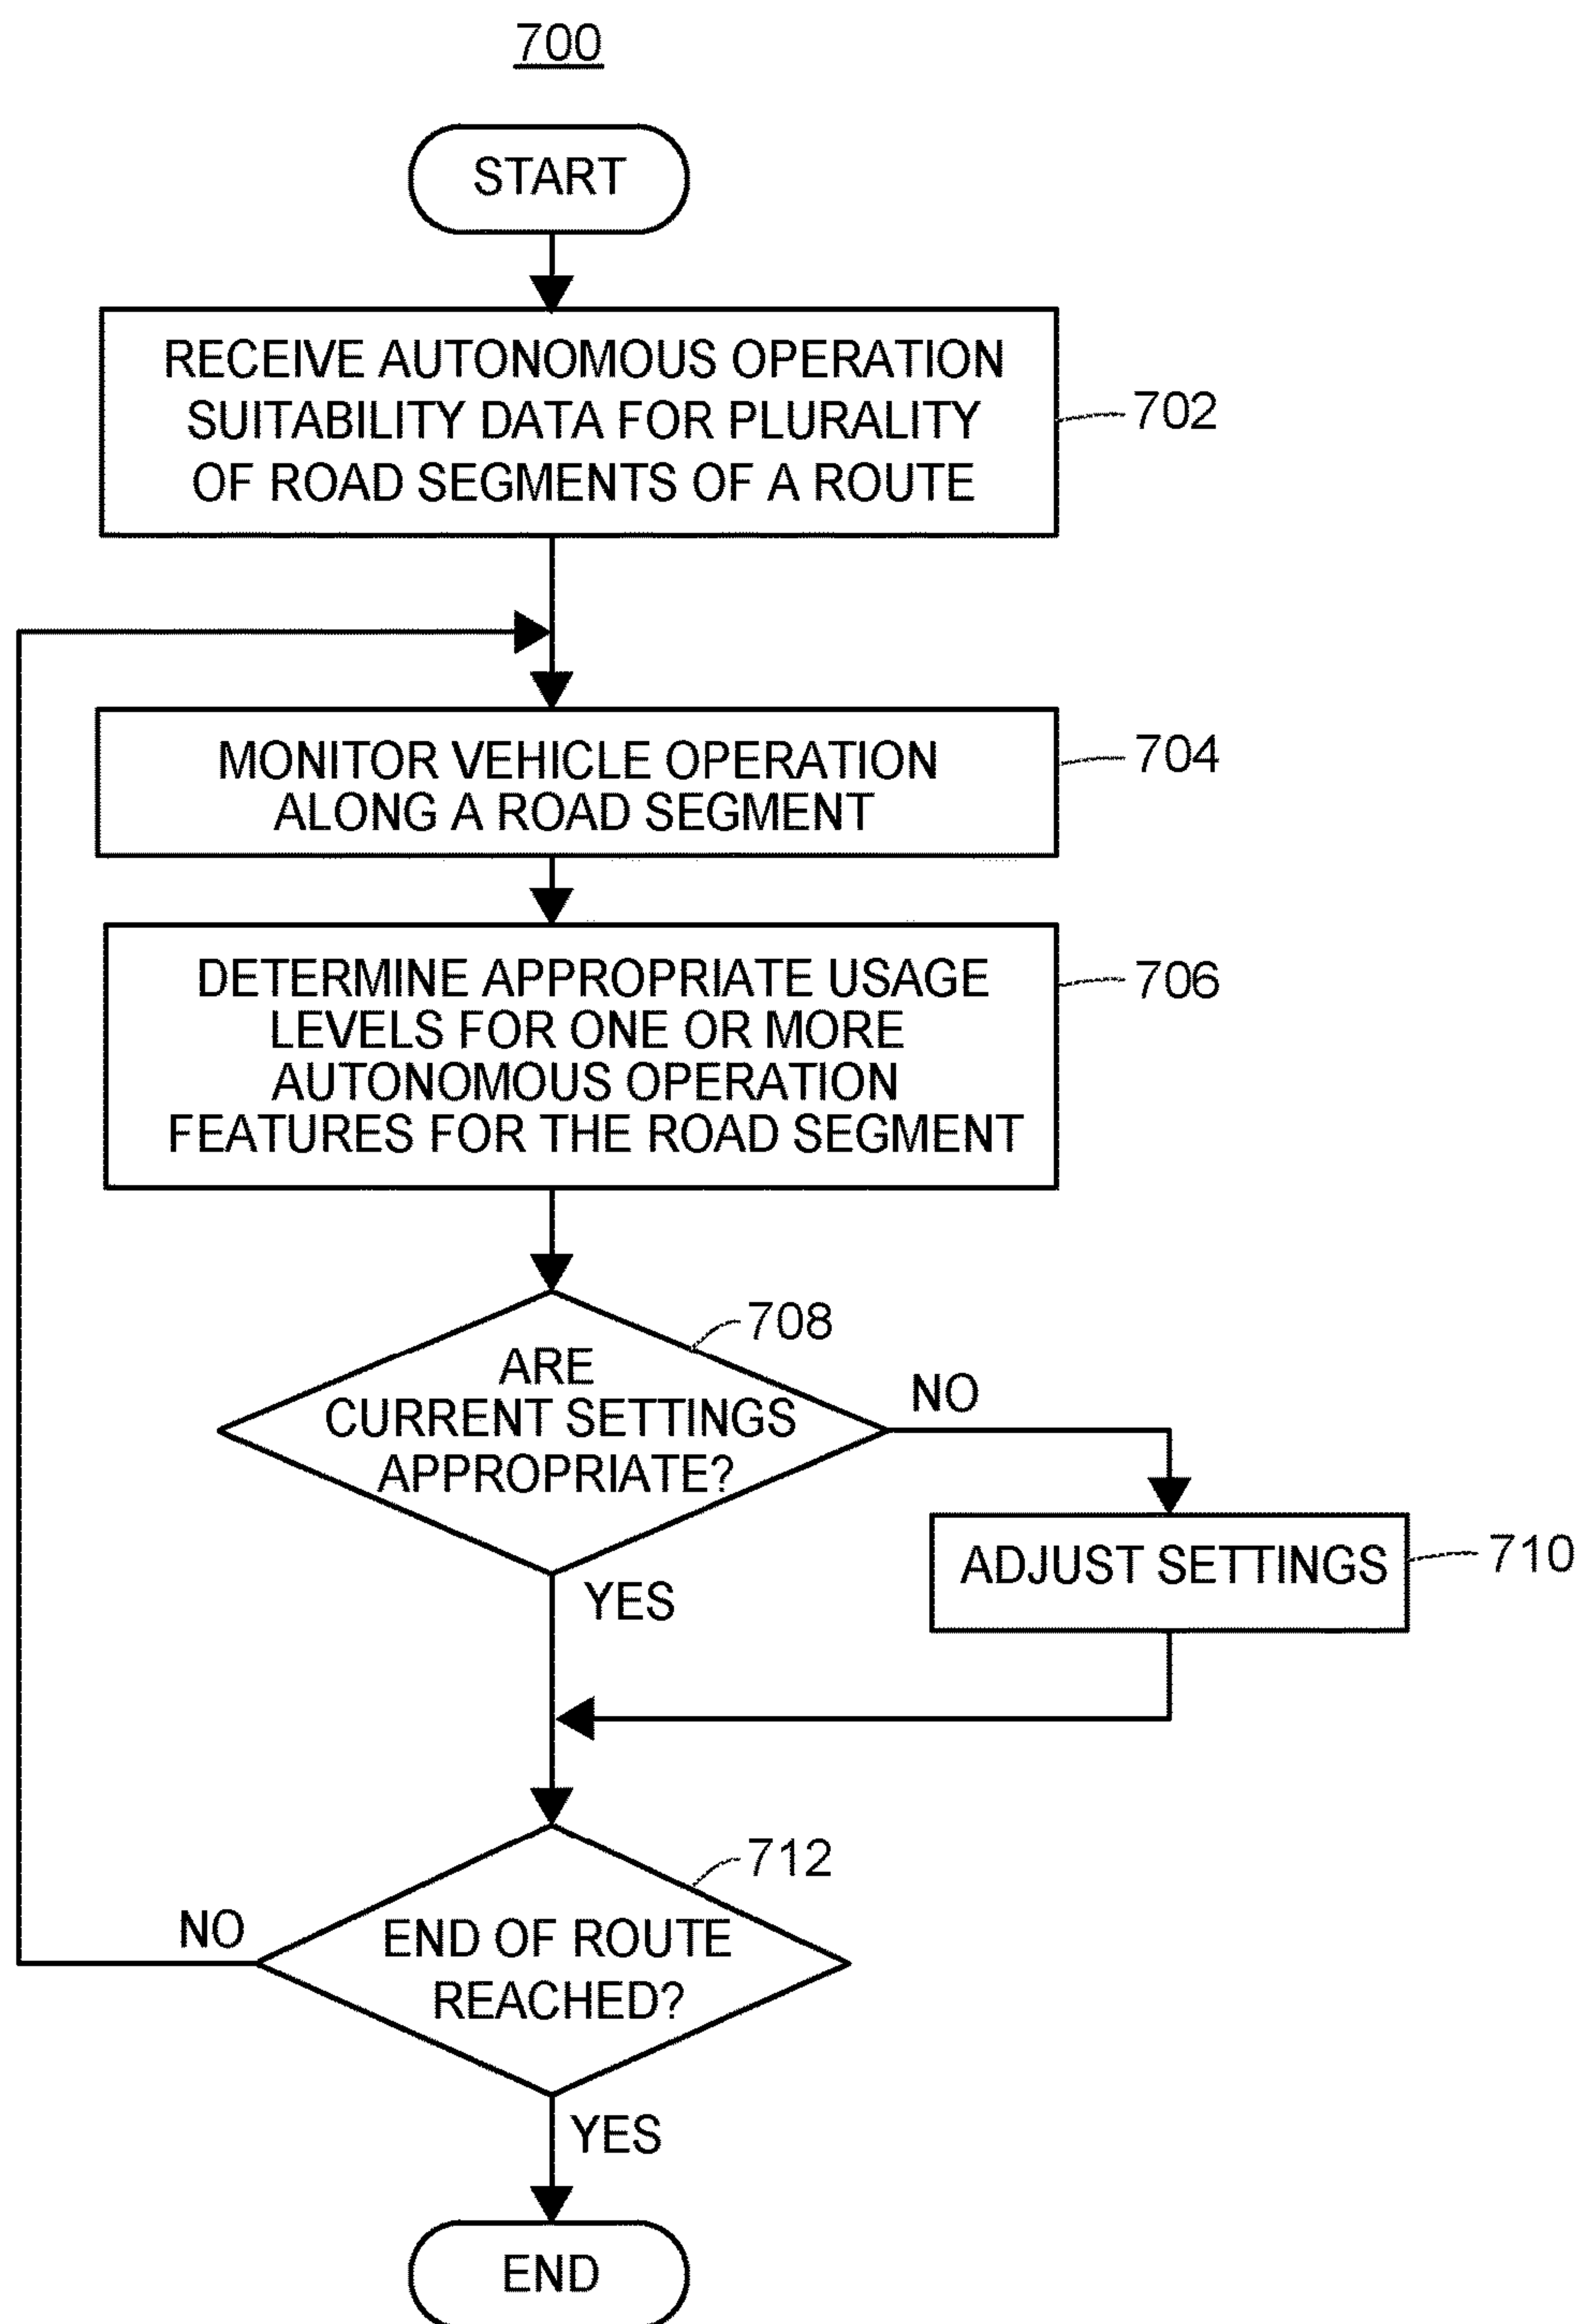 700
START
RECEIVE AUTONOMOUS OPERATION
SUITABILITY DATA FOR PLURALITY
OF ROAD SEGMENTS OF A ROUTE
702
MONITOR VEHICLE OPERATION
ALONG A ROAD SEGMENT
704
DETERMINE APPROPRIATE USAGE
LEVELS FOR ONE OR MORE
AUTONOMOUS OPERATION
FEATURES FOR THE ROAD SEGMENT
706
708
ARE
CURRENT SETTINGS
APPROPRIATE?
NO
ADJUST SETTINGS
710
YES
712
END OF ROUTE
REACHED?
NO
YES
END